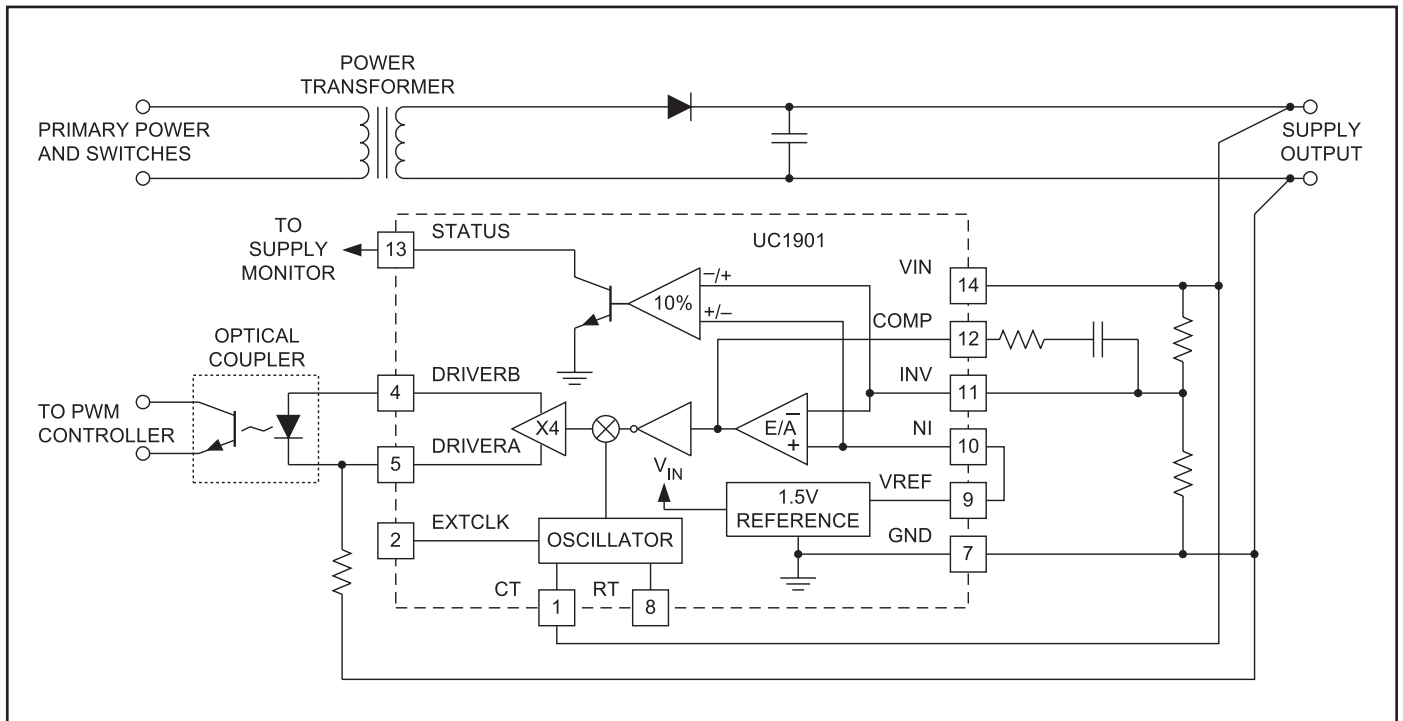 POWER
TRANSFORMER
PRIMARY POWER
AND SWITCHES
SUPPLY
OUTPUT
TO
SUPPLY
MONITOR
13
STATUS
UC1901
10%
–/+
+/–
VIN
14
COMP
12
OPTICAL
COUPLER
TO PWM
CONTROLLER
4
DRIVERB
5
DRIVERA
X4
E/A
–
+
INV
11
NI
10
VIN
1.5V
REFERENCE
VREF
9
GND
7
2
EXTCLK
OSCILLATOR
CT
1
RT
8